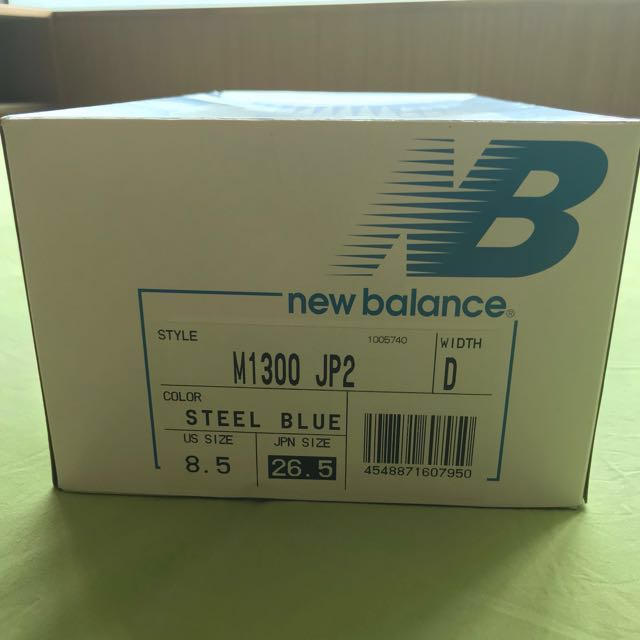 NB
new balance®
STYLE
1005740
WIDTH
M1300 JP2
D
COLOR
STEEL BLUE
US SIZE
JPN SIZE
8.5
26.5
4548871607950